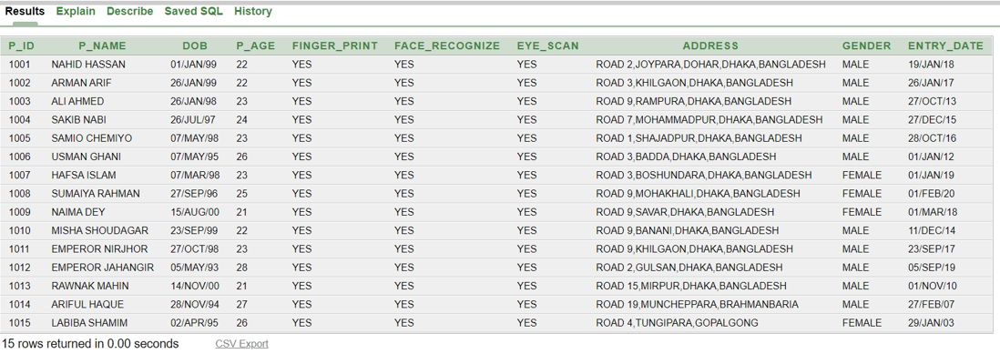 Results Explain Describe Saved SQL History
P_ID P_NAME DOB P_AGE FINGER_PRINT FACE_RECOGNIZE EYE_SCAN ADDRESS GENDER ENTRY_DATE
1001 NAHID HASSAN 01/JAN/99 22 YES YES YES ROAD 2,JOYPARA,DOHAR,DHAKA,BANGLADESH MALE 19/JAN/18
1002 ARMAN ARIF 26/JAN/99 22 YES YES YES ROAD 3,KHILGAON,DHAKA,BANGLADESH MALE 26/JAN/17
1003 ALI AHMED 26/JAN/98 23 YES YES YES ROAD 9,RAMPURA,DHAKA,BANGLADESH MALE 27/OCT/13
1004 SAKIB NABI 26/JUL/97 24 YES YES YES ROAD 7,MOHAMMADPUR,DHAKA,BANGLADESH MALE 27/DEC/15
1005 SAMIO CHEMIYO 07/MAY/98 23 YES YES YES ROAD 1,SHAJADPUR,DHAKA,BANGLADESH MALE 28/OCT/16
1006 USMAN GHANI 07/MAY/95 26 YES YES YES ROAD 3,BADDA,DHAKA,BANGLADESH MALE 01/JAN/12
1007 HAFSA ISLAM 07/MAR/98 23 YES YES YES ROAD 3,BOSHUNDARA,DHAKA,BANGLADESH FEMALE 01/JAN/19
1008 SUMAIYA RAHMAN 27/SEP/96 25 YES YES YES ROAD 9,MOHAKHALI,DHAKA,BANGLADESH FEMALE 01/FEB/20
1009 NAIMA DEY 15/AUG/00 21 YES YES YES ROAD 9,SAVAR,DHAKA,BANGLADESH FEMALE 01/MAR/18
1010 MISHA SHOUDAGAR 23/SEP/99 22 YES YES YES ROAD 9,BANANI,DHAKA,BANGLADESH MALE 11/DEC/14
1011 EMPEROR NIRJHOR 27/OCT/98 23 YES YES YES ROAD 9,KHILGAON,DHAKA,BANGLADESH MALE 23/SEP/17
1012 EMPEROR JAHANGIR 05/MAY/93 28 YES YES YES ROAD 2,GULSAN,DHAKA,BANGLADESH MALE 05/SEP/19
1013 RAWNAK MAHIN 14/NOV/00 21 YES YES YES ROAD 15,MIRPUR,DHAKA,BANGLADESH MALE 01/NOV/10
1014 ARIFUL HAQUE 28/NOV/94 27 YES YES YES ROAD 19,MUNCHEPPARA,BRAHMANBARIA MALE 27/FEB/07
1015 LABIBA SHAMIM 02/APR/95 26 YES YES YES ROAD 4,TUNGIPARA,GOPALGONG FEMALE 29/JAN/03
15 rows returned in 0.00 seconds CSV Export